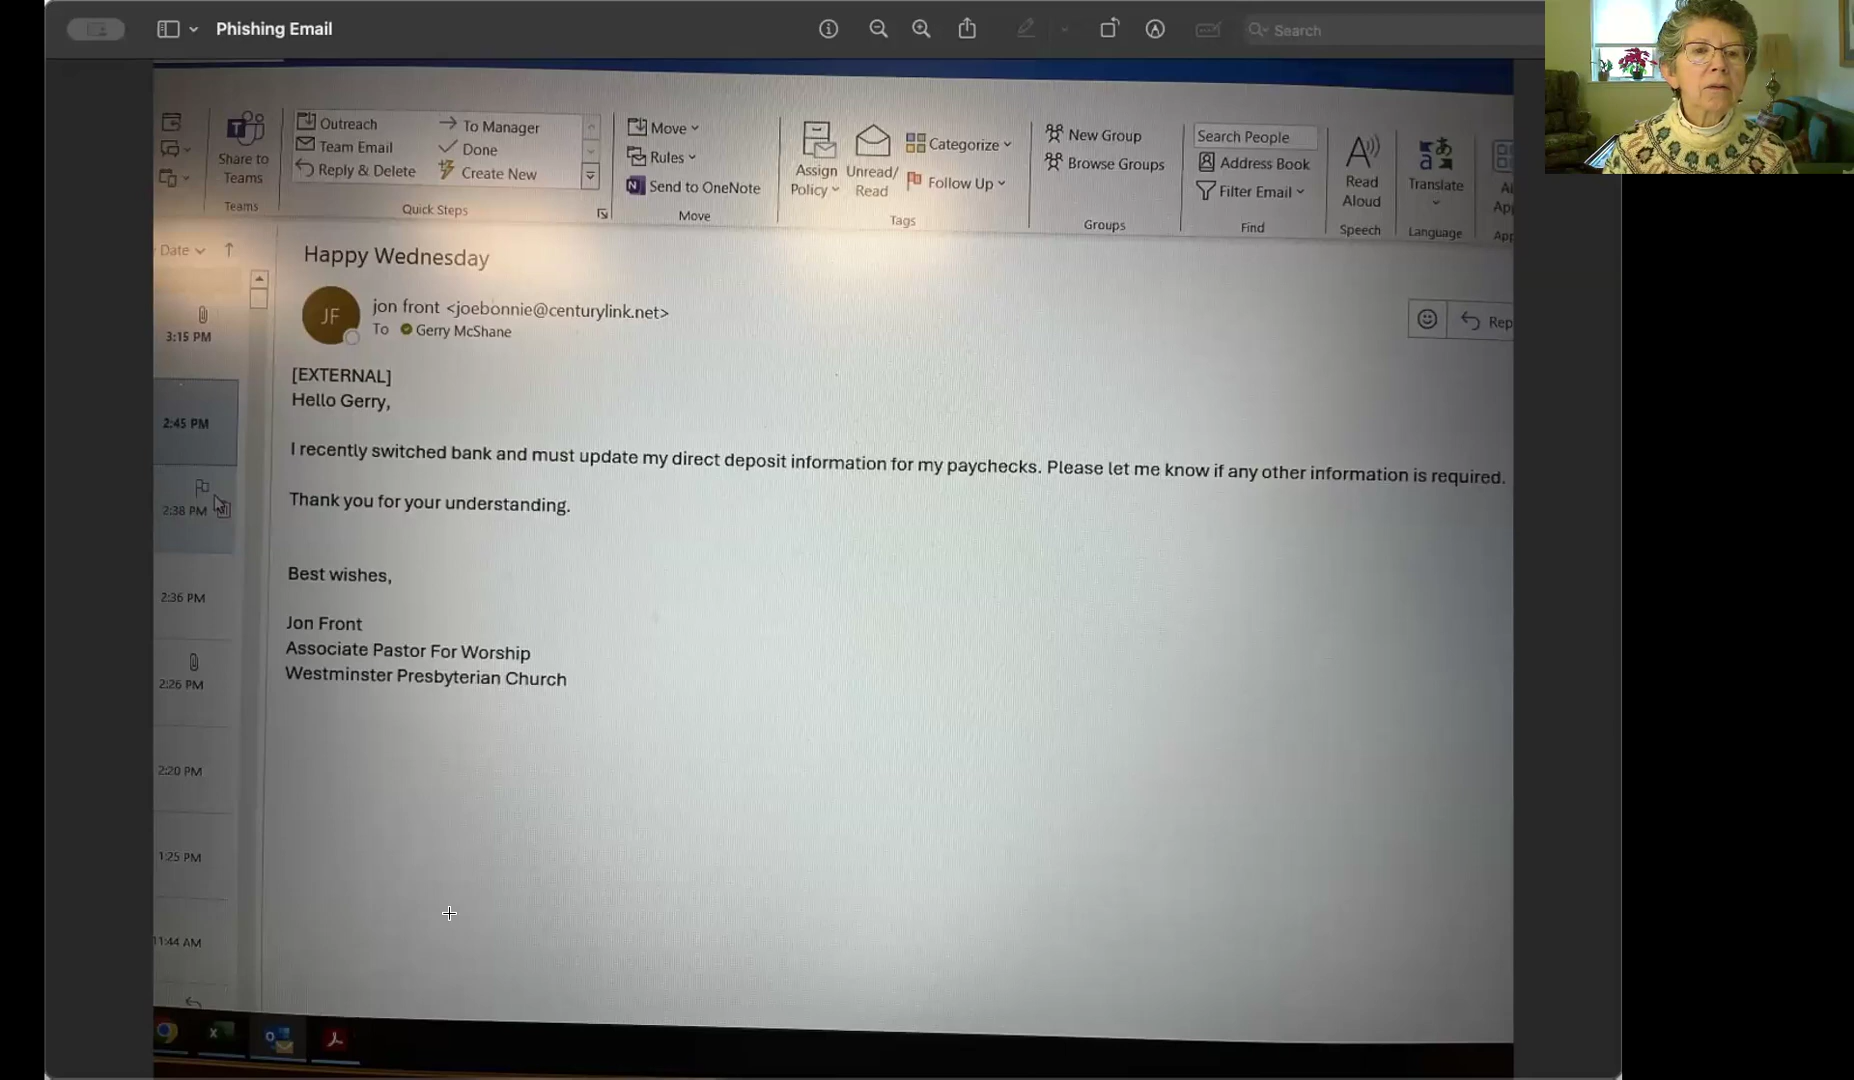 Phishing Email
Search
Share to Teams
Teams
Outreach
Team Email
Reply & Delete
To Manager
Done
Create New
Quick Steps
Move
Rules
Send to OneNote
Move
Assign Policy
Unread/ Read
Categorize
Follow Up
Tags
New Group
Browse Groups
Groups
Search People
Address Book
Filter Email
Find
Read Aloud
Speech
Translate
Language
Date
3:15 PM
2:45 PM
2:38 PM
2:36 PM
2:26 PM
2:20 PM
1:25 PM
11:44 AM
Happy Wednesday
JF
jon front <joebonnie@centurylink.net>
To Gerry McShane
Rep
[EXTERNAL]
Hello Gerry,
I recently switched bank and must update my direct deposit information for my paychecks. Please let me know if any other information is required.
Thank you for your understanding.
Best wishes,
Jon Front
Associate Pastor For Worship
Westminster Presbyterian Church